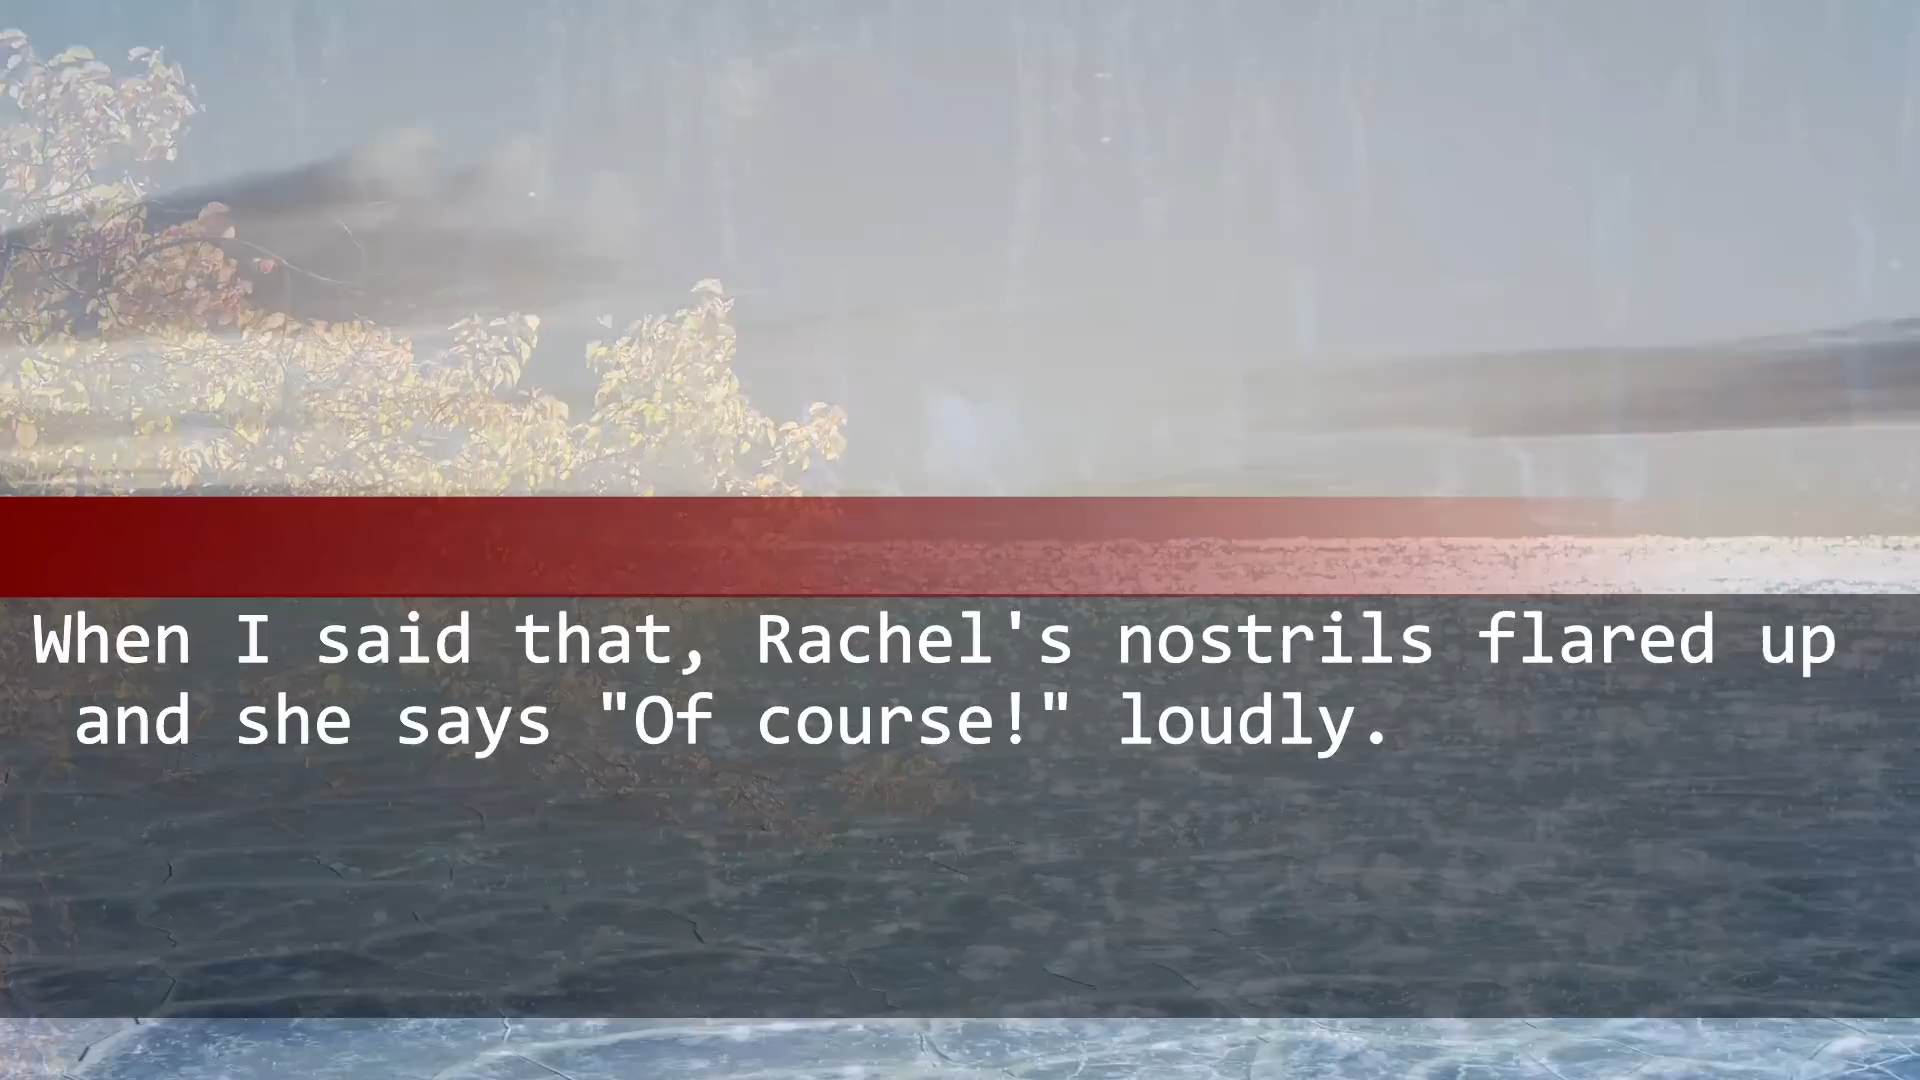 When I said that, Rachel's nostrils flared up
and she says "Of course!" loudly.